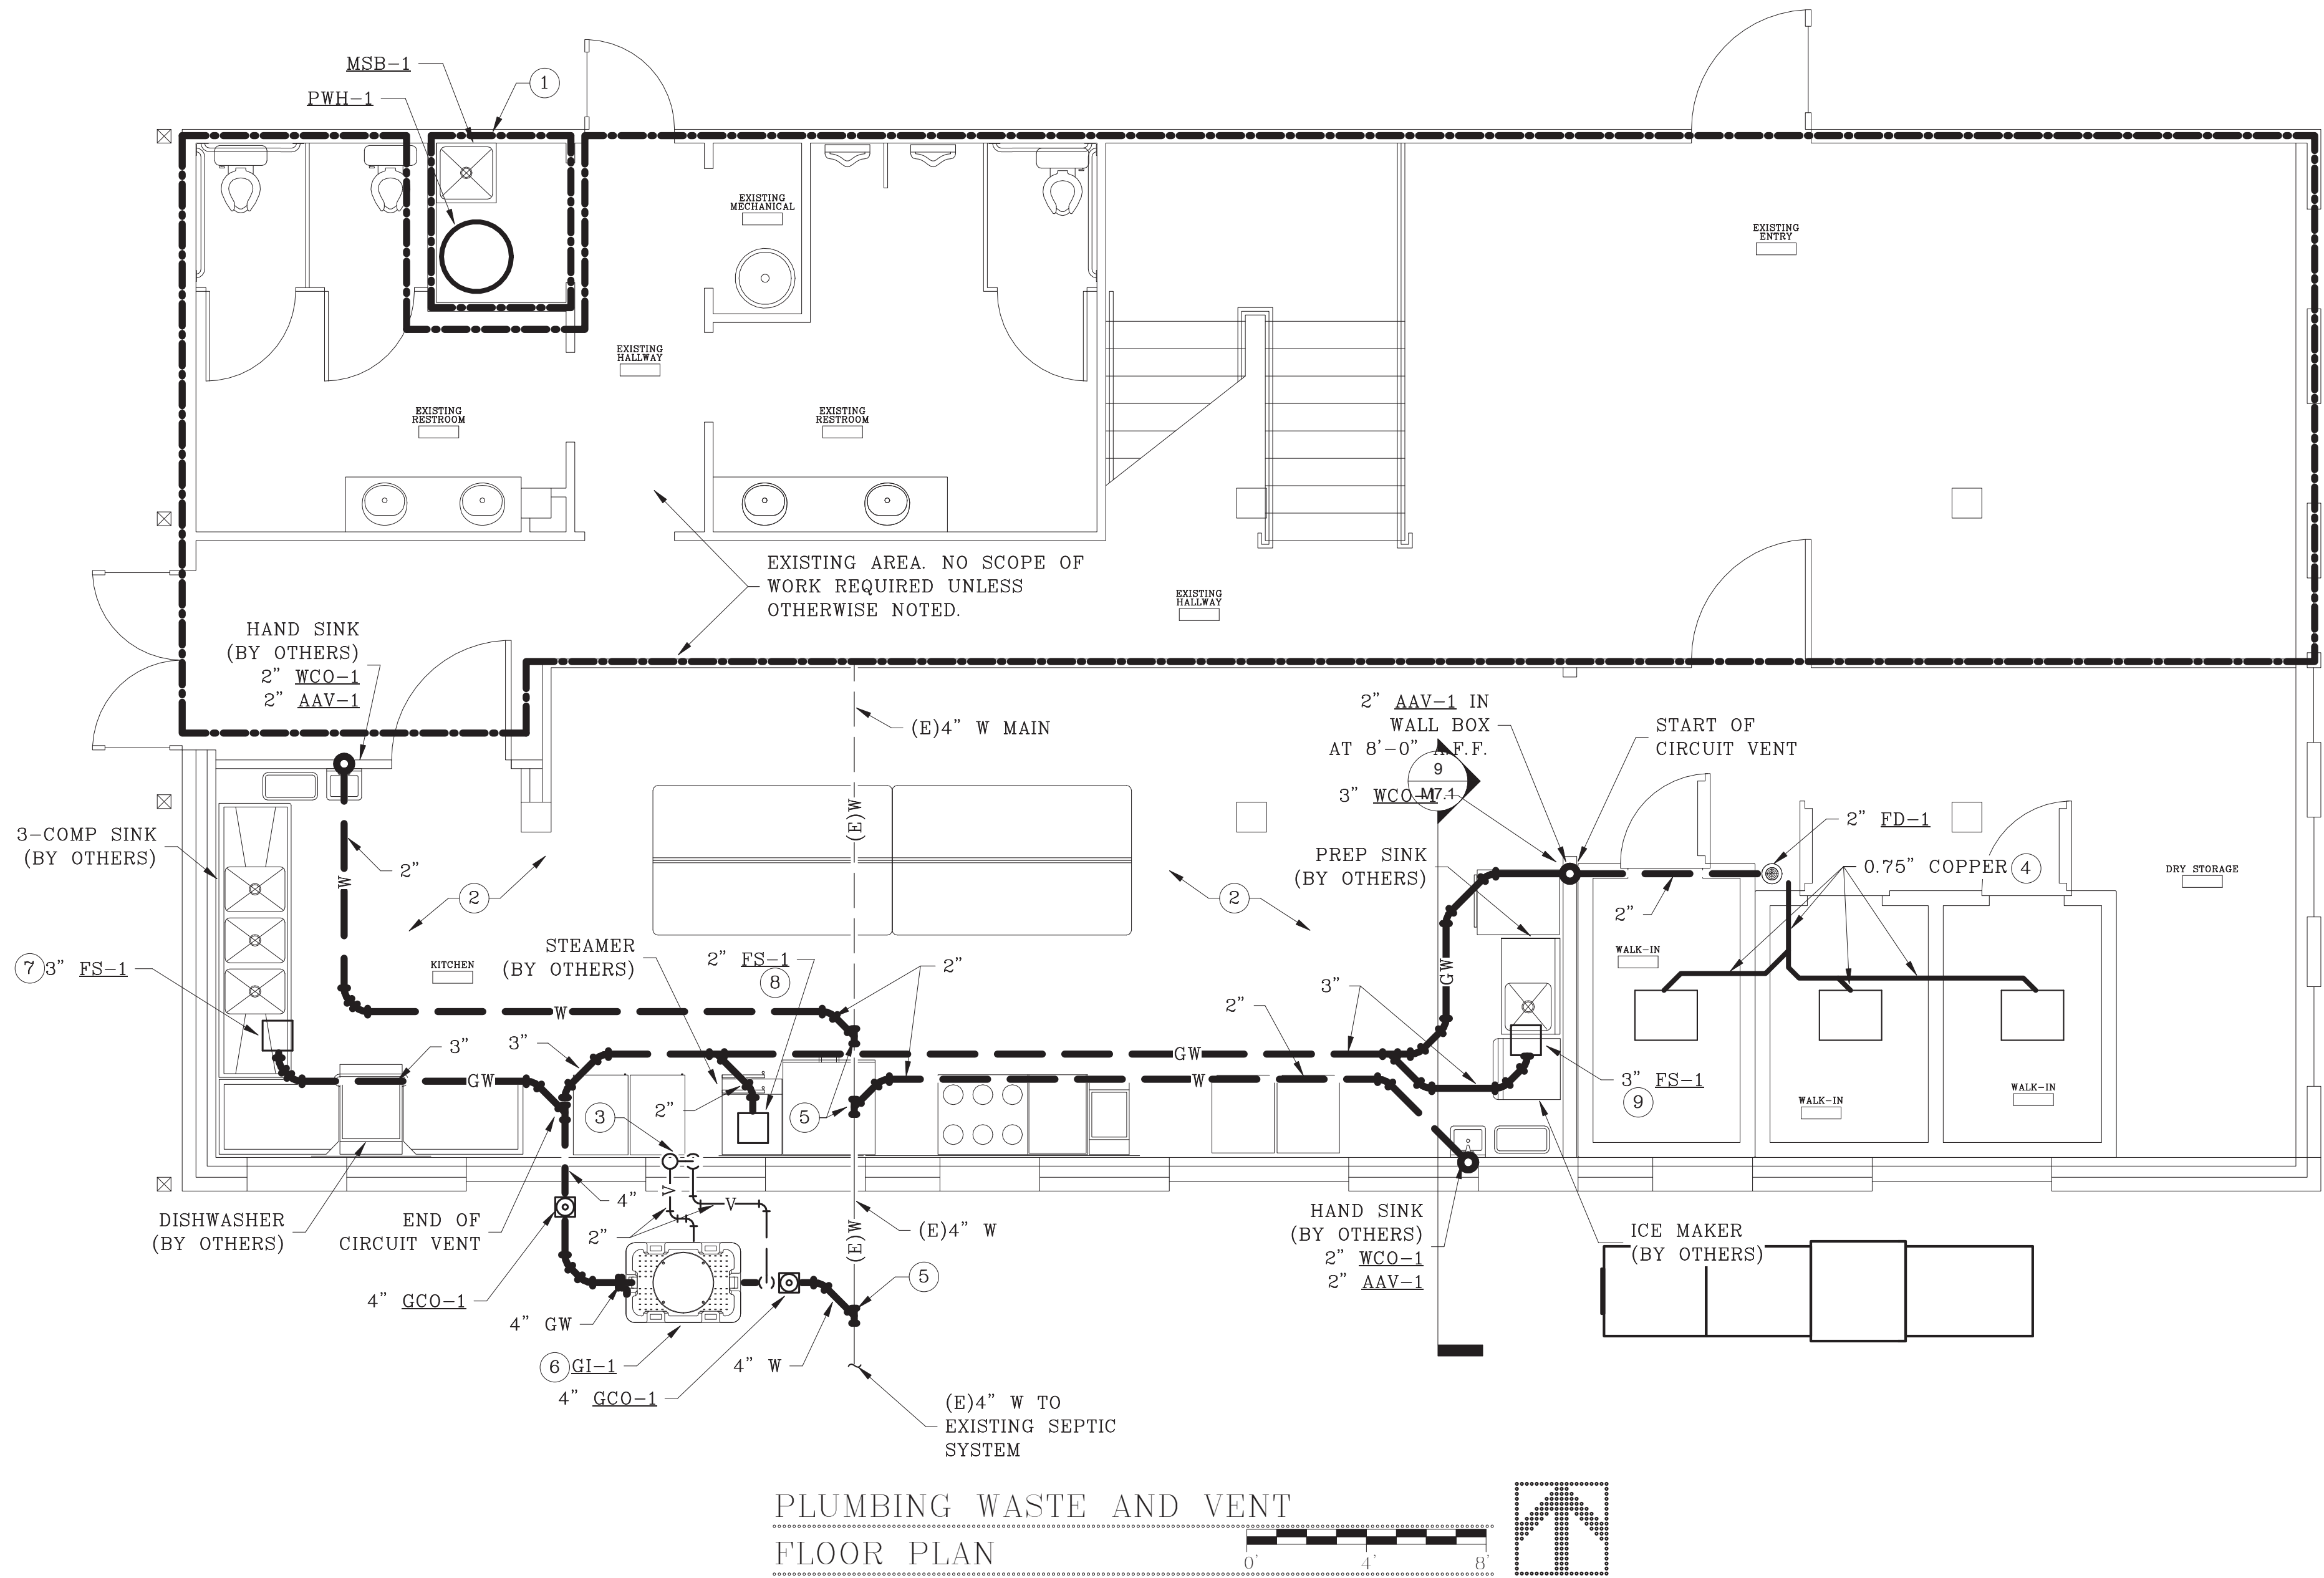 MSB-1
1
PWH-1
EXISTING
MECHANICAL
EXISTING
ENTRY
EXISTING
HALLWAY
EXISTING
RESTROOM
EXISTING
RESTROOM
EXISTING AREA. NO SCOPE OF
WORK REQUIRED UNLESS
OTHERWISE NOTED.
EXISTING
HALLWAY
HAND SINK
(BY OTHERS)
2" WCO-1
2" AAV-1
(E)4" W MAIN
2" AAV-1 IN
WALL BOX
AT 8'-0" A.F.F.
START OF
CIRCUIT VENT
9
M7.1
3" WCO-1
(E)W
2" FD-1
3-COMP SINK
(BY OTHERS)
2"
W
PREP SINK
(BY OTHERS)
0.75" COPPER
4
DRY STORAGE
2
2
2"
STEAMER
(BY OTHERS)
2" FS-1
8
2"
WALK-IN
7
3" FS-1
KITCHEN
GW
3"
2"
W
3"
3"
GW
GW
W
3" FS-1
9
2"
3
5
WALK-IN
WALK-IN
4"
V
V
2"
DISHWASHER
(BY OTHERS)
END OF
CIRCUIT VENT
(E)W
(E)4" W
HAND SINK
(BY OTHERS)
2" WCO-1
2" AAV-1
ICE MAKER
(BY OTHERS)
5
4" GCO-1
4" GW
6
GI-1
4" W
4" GCO-1
(E)4" W TO
EXISTING SEPTIC
SYSTEM
PLUMBING WASTE AND VENT
FLOOR PLAN
0' 4' 8'